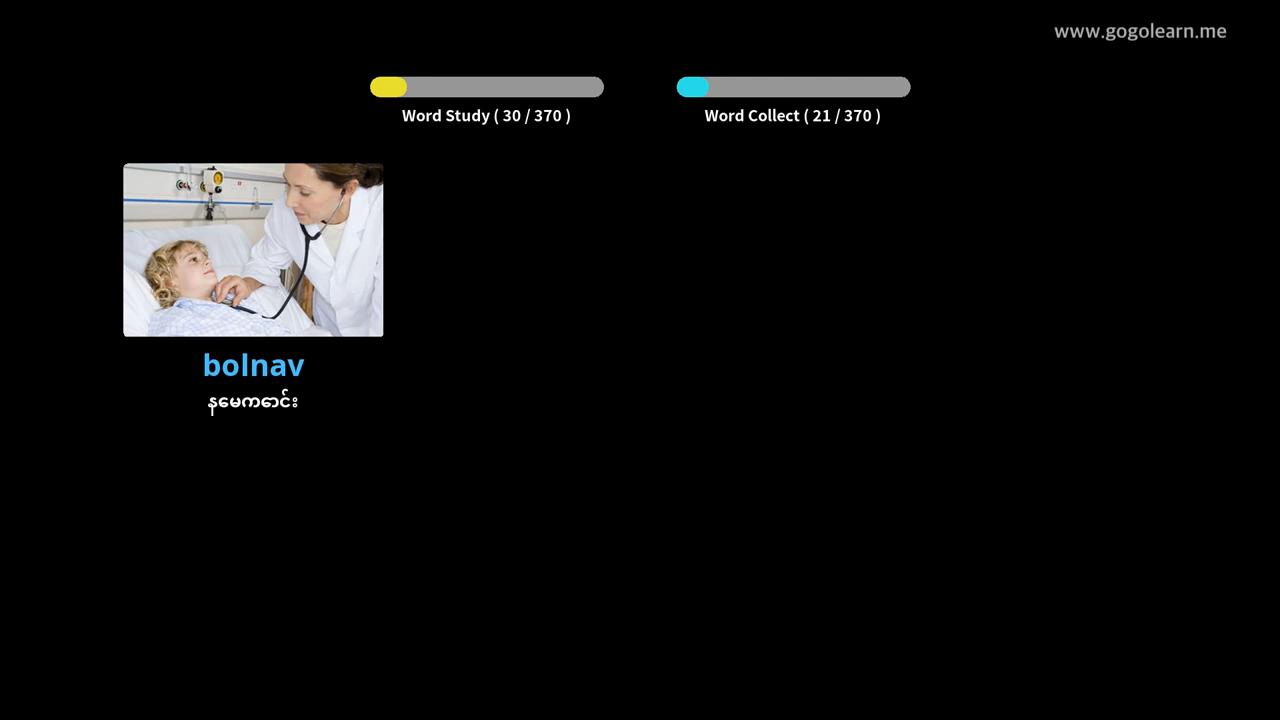 www.gogolearn.me
Word Study ( 30 / 370 )
Word Collect ( 21 / 370 )
bolnav
နမေကောင်း